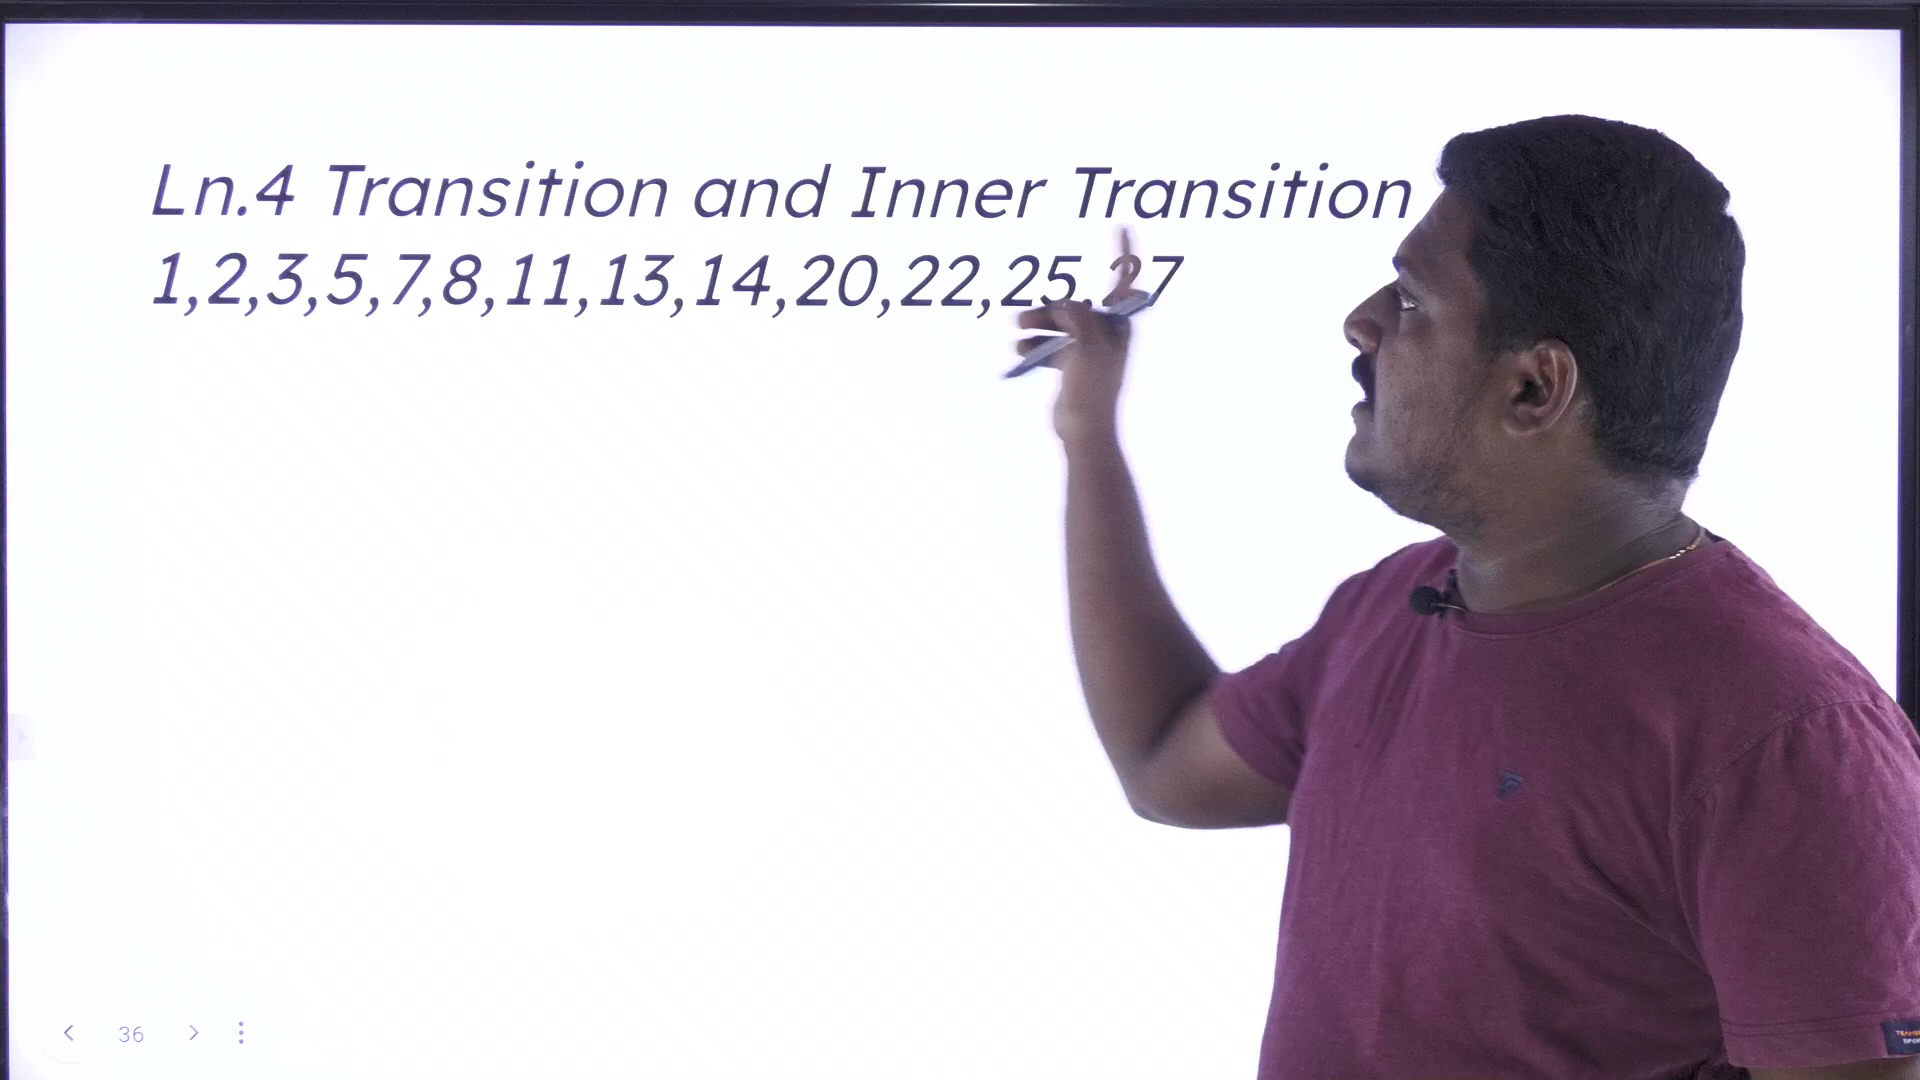 Ln.4 Transition and Inner Transition
1,2,3,5,7,8,11,13,14,20,22,25,27
36